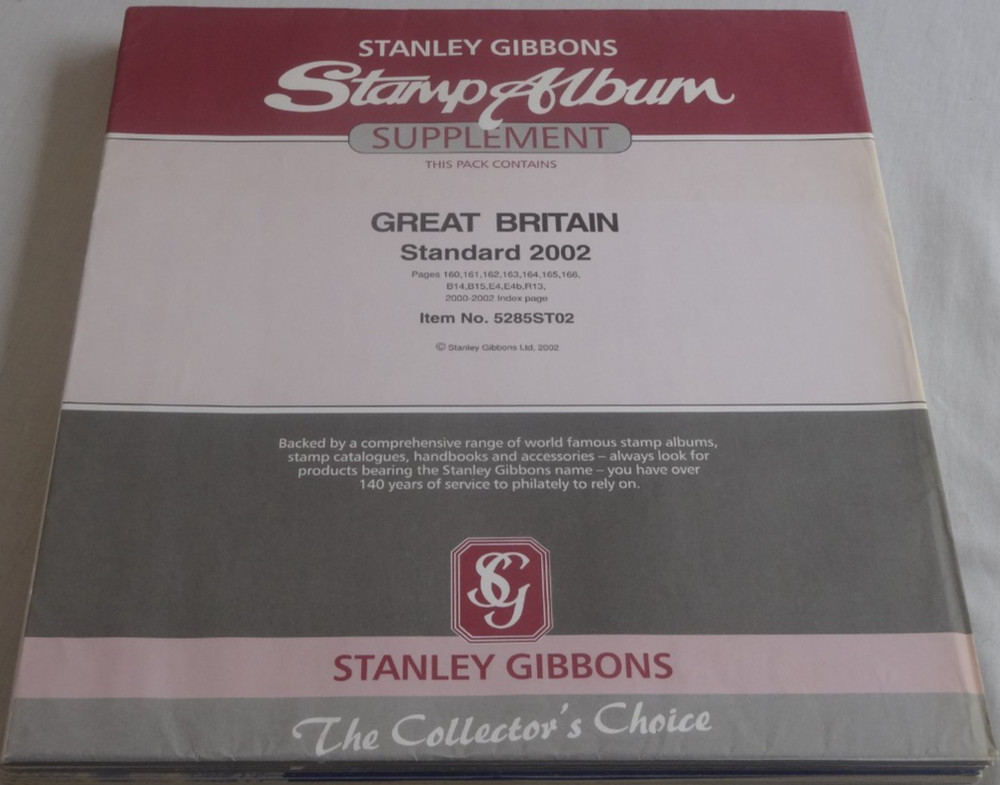 STANLEY GIBBONS
Stamp Album
SUPPLEMENT
THIS PACK CONTAINS
GREAT BRITAIN
Standard 2002
Pages 160,161,162,163,164,165,166,
B14,B15,E4,E4b,R13,
2000-2002 Index page
Item No. 5285ST02
© Stanley Gibbons Ltd, 2002
Backed by a comprehensive range of world famous stamp albums,
stamp catalogues, handbooks and accessories – always look for
products bearing the Stanley Gibbons name – you have over
140 years of service to philately to rely on.
SG
STANLEY GIBBONS
The Collector's Choice